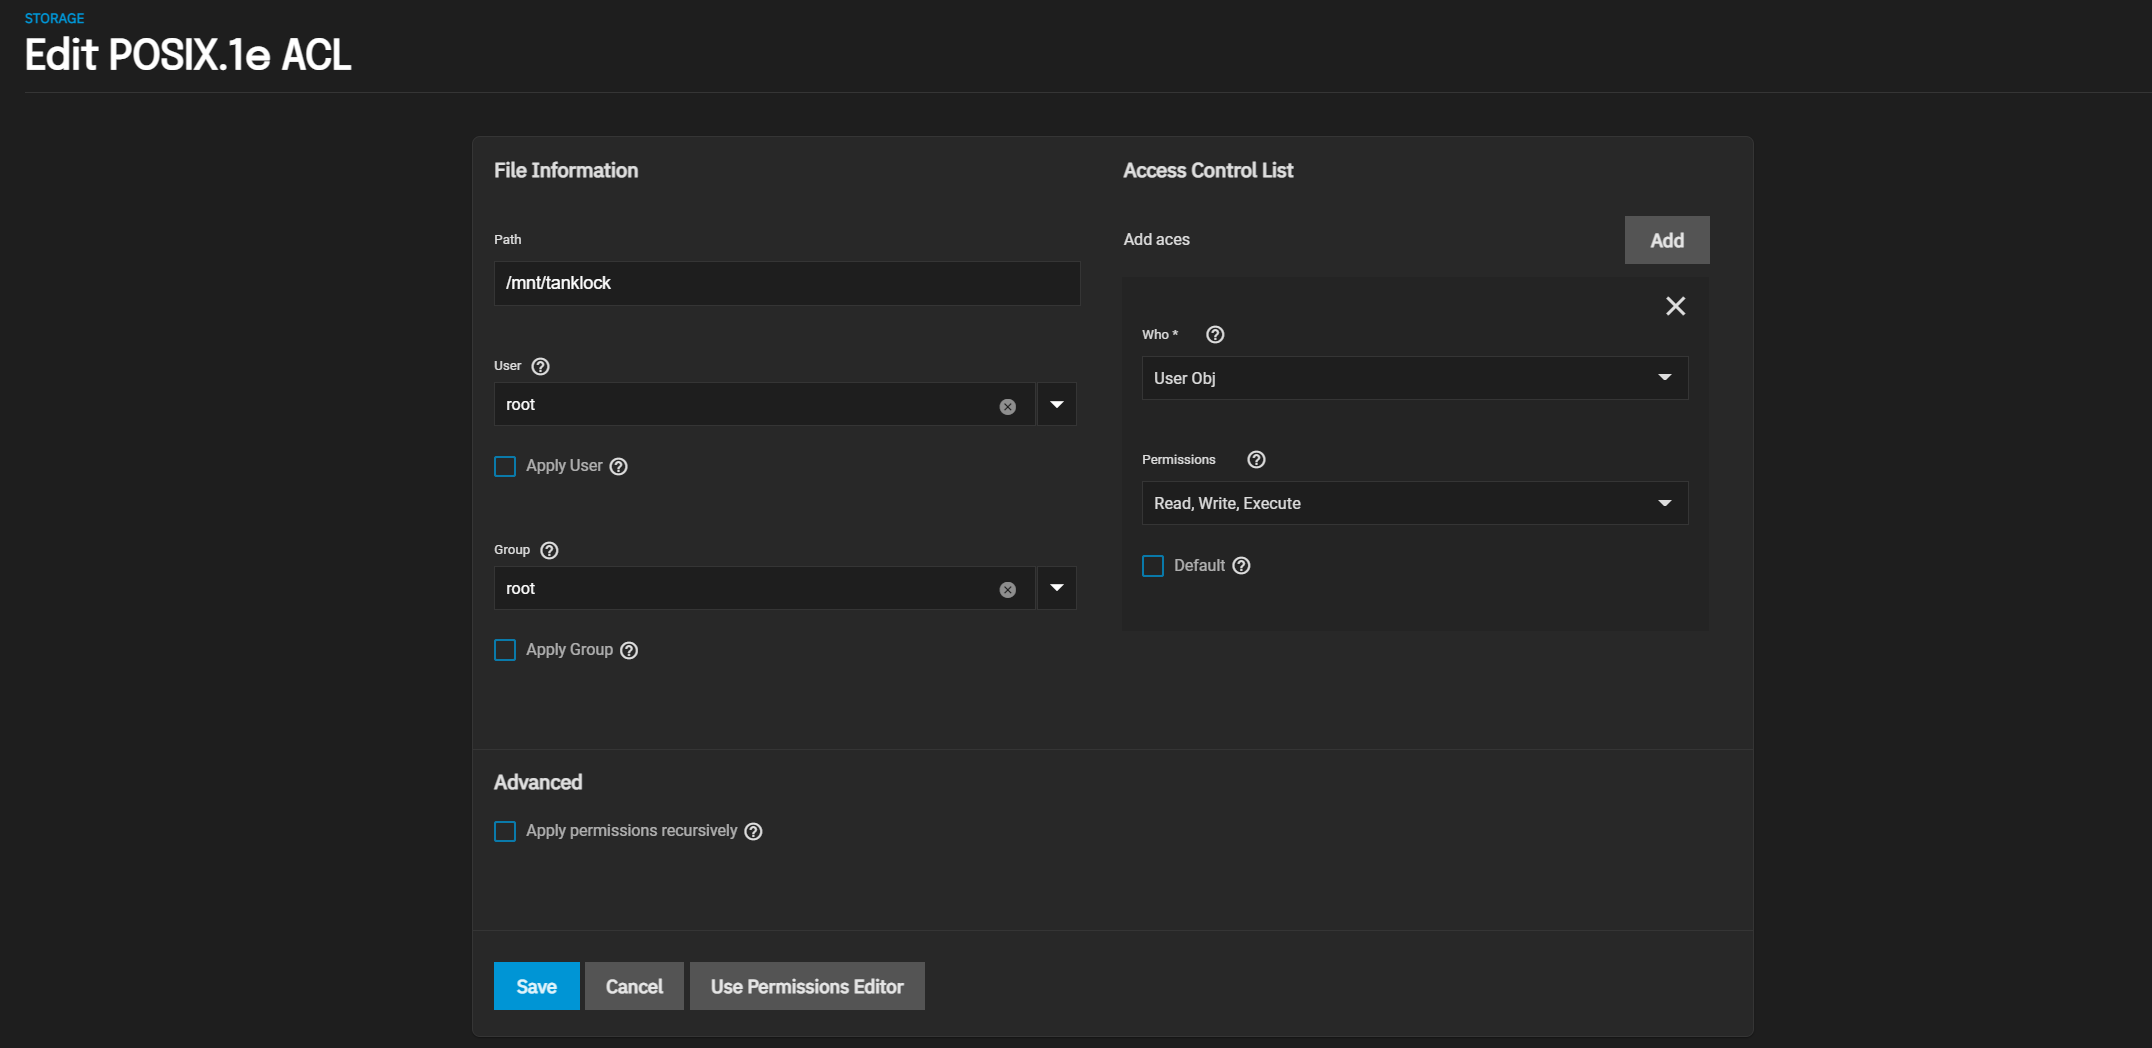 STORAGE
Edit POSIX.1e ACL
File Information
Path
/mnt/tanklock
User
root
Apply User
Group
root
Apply Group
Access Control List
Add aces
Add
Who *
User Obj
Permissions
Read, Write, Execute
Default
Advanced
Apply permissions recursively
Save
Cancel
Use Permissions Editor